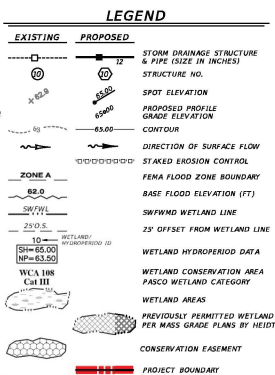 LEGEND
EXISTING PROPOSED
12
STORM DRAINAGE STRUCTURE
& PIPE (SIZE IN INCHES)
10 10 STRUCTURE NO.
62.9 65.00 SPOT ELEVATION
65.00 PROPOSED PROFILE
GRADE ELEVATION
63 65.00 CONTOUR
DIRECTION OF SURFACE FLOW
STAKED EROSION CONTROL
ZONE A FEMA FLOOD ZONE BOUNDARY
62.0 BASE FLOOD ELEVATION (FT)
SWFWL SWFWMD WETLAND LINE
25'O.S. 25' OFFSET FROM WETLAND LINE
10 WETLAND/
HYDROPERIOD ID
SH=65.00
NP=63.50 WETLAND HYDROPERIOD DATA
WCA 108 WETLAND CONSERVATION AREA
Cat III PASCO WETLAND CATEGORY
WETLAND AREAS
PREVIOUSLY PERMITTED WETLAND
PER MASS GRADE PLANS BY HEIDT
CONSERVATION EASEMENT
PROJECT BOUNDARY